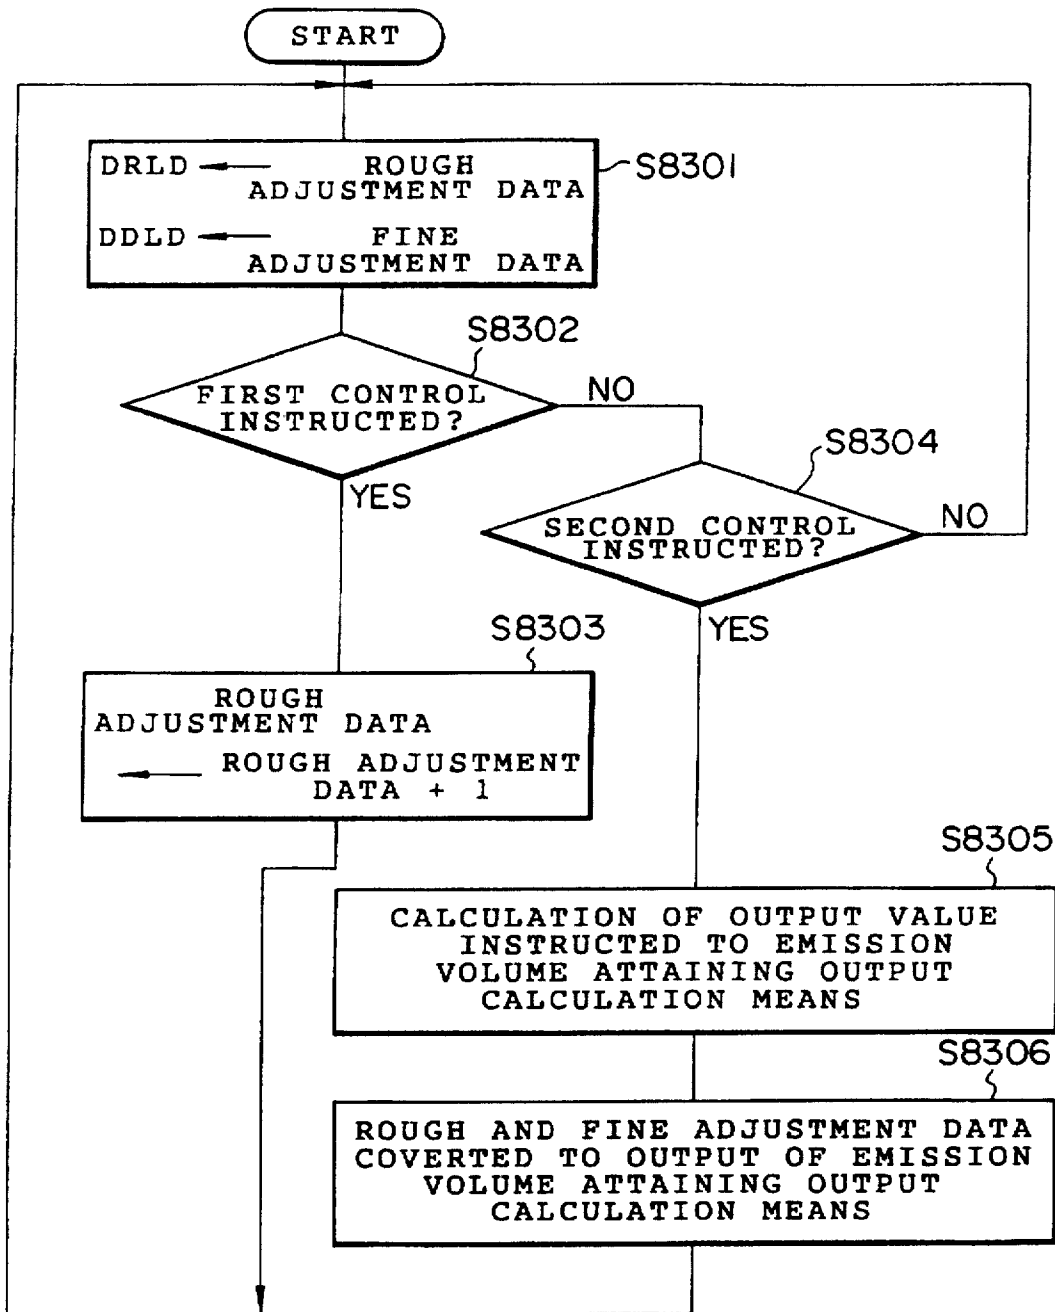 START
DRLD ← ROUGH
ADJUSTMENT DATA
DDLD ← FINE
ADJUSTMENT DATA
S8301
S8302
FIRST CONTROL
INSTRUCTED?
NO
YES
S8304
SECOND CONTROL
INSTRUCTED?
NO
YES
S8303
ROUGH
ADJUSTMENT DATA
← ROUGH ADJUSTMENT
DATA + 1
S8305
CALCULATION OF OUTPUT VALUE
INSTRUCTED TO EMISSION
VOLUME ATTAINING OUTPUT
CALCULATION MEANS
S8306
ROUGH AND FINE ADJUSTMENT DATA
COVERTED TO OUTPUT OF EMISSION
VOLUME ATTAINING OUTPUT
CALCULATION MEANS